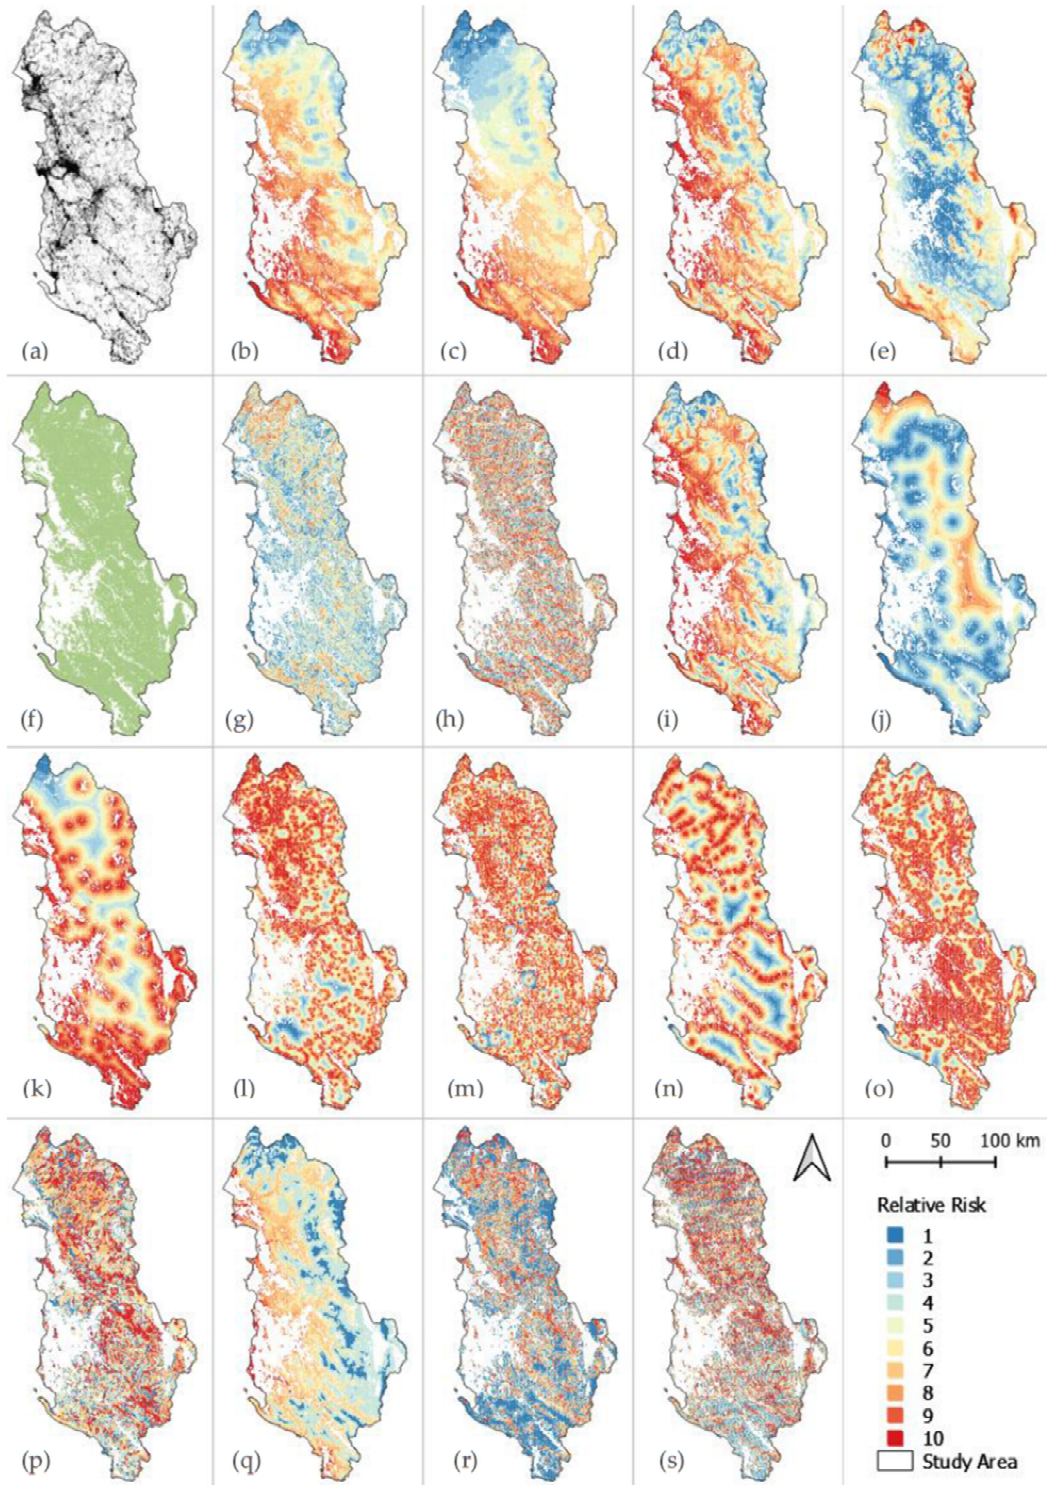 (a)
(b)
(c)
(d)
(e)
(f)
(g)
(h)
(i)
(j)
(k)
(l)
(m)
(n)
(o)
(p)
(q)
(r)
(s)
0 50 100 km
Relative Risk
1
2
3
4
5
6
7
8
9
10
Study Area